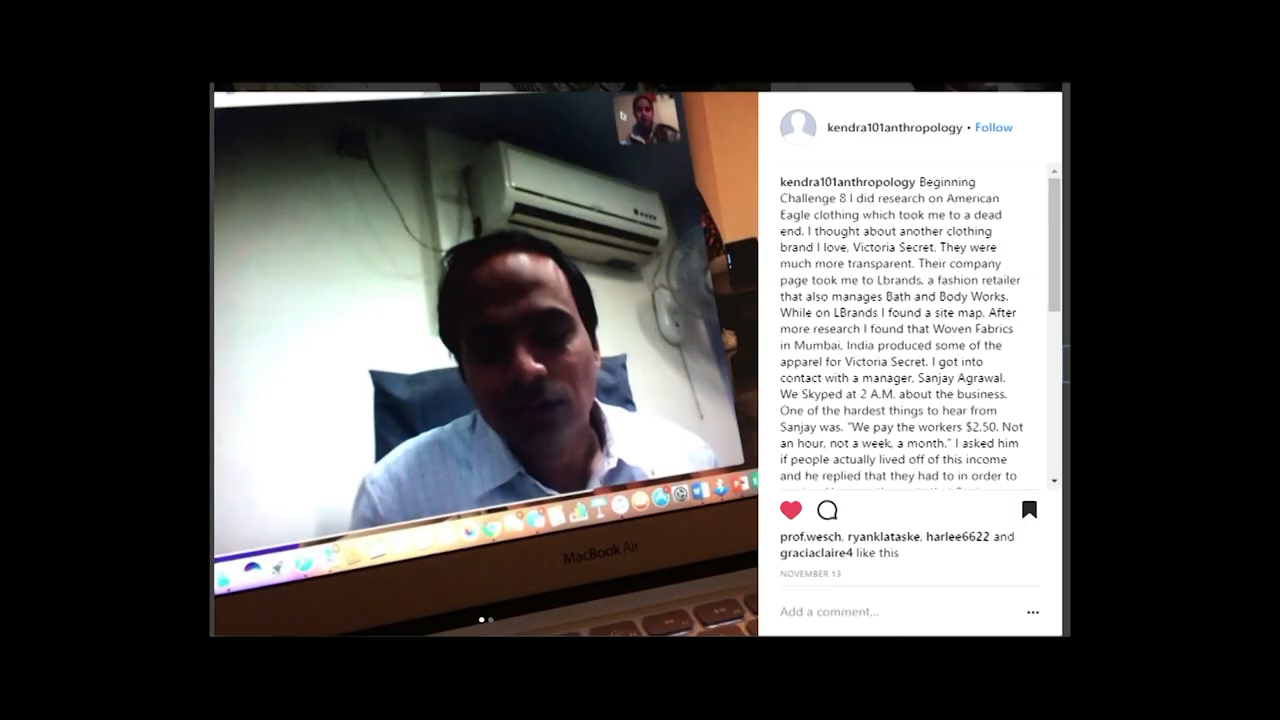 kendra101anthropology • Follow
kendra101anthropology Beginning
Challenge 8 I did research on American
Eagle clothing which took me to a dead
end. I thought about another clothing
brand I love, Victoria Secret. They were
much more transparent. Their company
page took me to Lbrands, a fashion retailer
that also manages Bath and Body Works.
While on LBrands I found a site map. After
more research I found that Woven Fabrics
in Mumbai, India produced some of the
apparel for Victoria Secret. I got into
contact with a manager, Sanjay Agrawal.
We Skyped at 2 A.M. about the business.
One of the hardest things to hear from
Sanjay was, "We pay the workers $2.50. Not
an hour, not a week, a month." I asked him
if people actually lived off of this income
and he replied that they had to in order to
prof.wesch, ryanklataske, harlee6622 and
graciaclaire4 like this
NOVEMBER 13
Add a comment...
MacBook Air